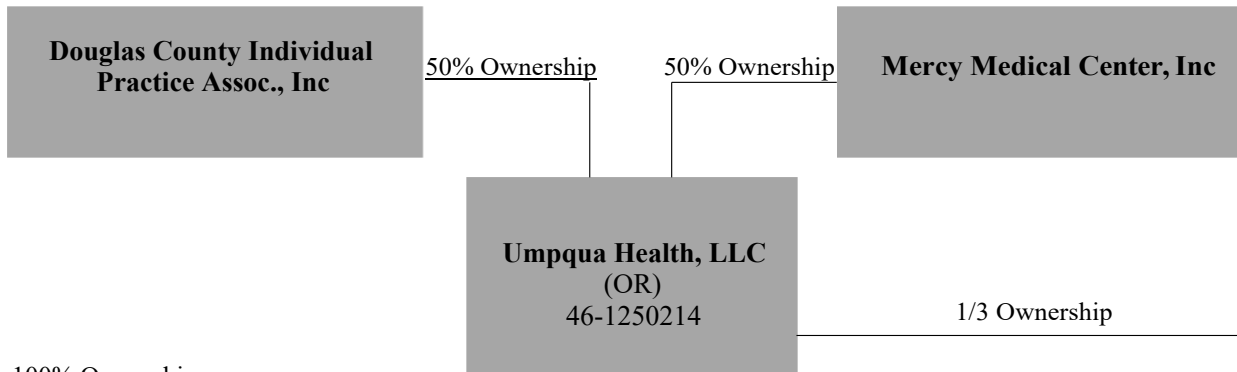 Douglas County Individual
Practice Assoc., Inc
50% Ownership
50% Ownership
Mercy Medical Center, Inc
Umpqua Health, LLC
(OR)
46-1250214
1/3 Ownership
100%